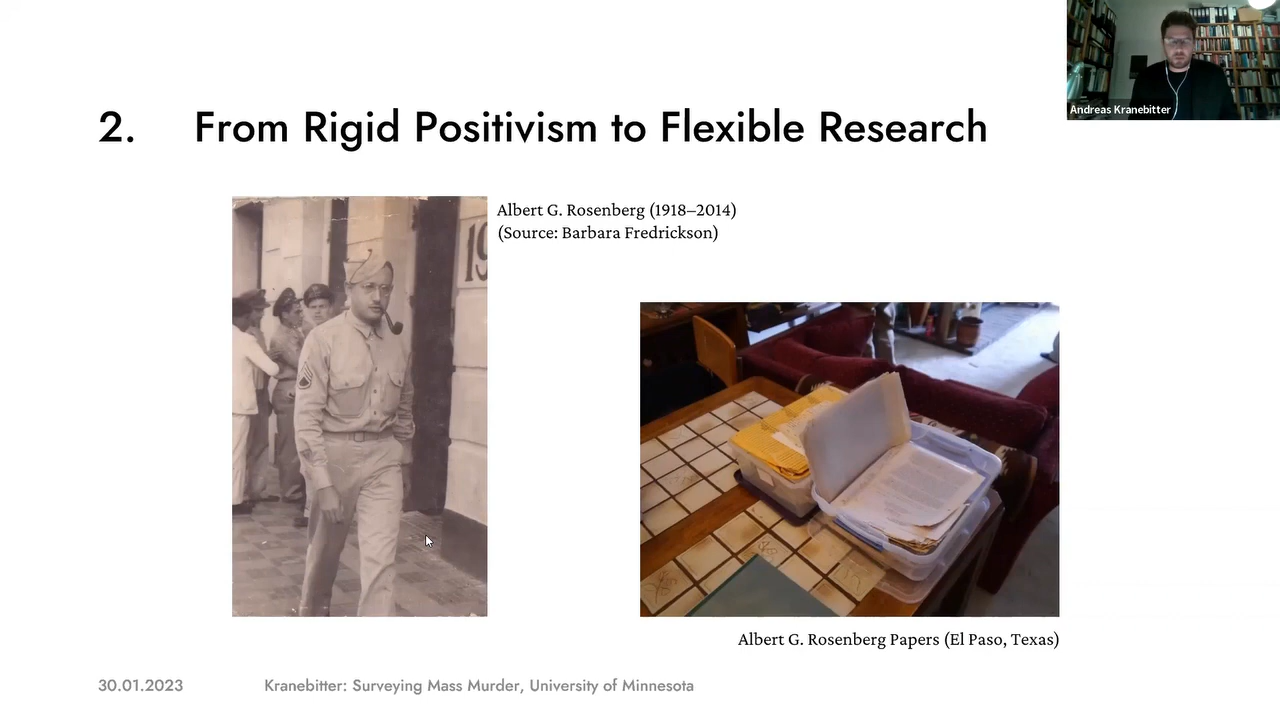 Andreas Kranebitter
2. From Rigid Positivism to Flexible Research
19
Albert G. Rosenberg (1918–2014)
(Source: Barbara Fredrickson)
Albert G. Rosenberg Papers (El Paso, Texas)
30.01.2023 Kranebitter: Surveying Mass Murder, University of Minnesota